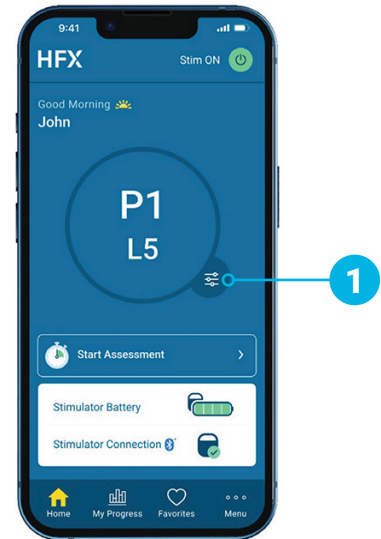 9:41
HFX
Stim ON
Good Morning
John
P1
L5
1
Start Assessment
Stimulator Battery
Stimulator Connection
Home
My Progress
Favorites
Menu